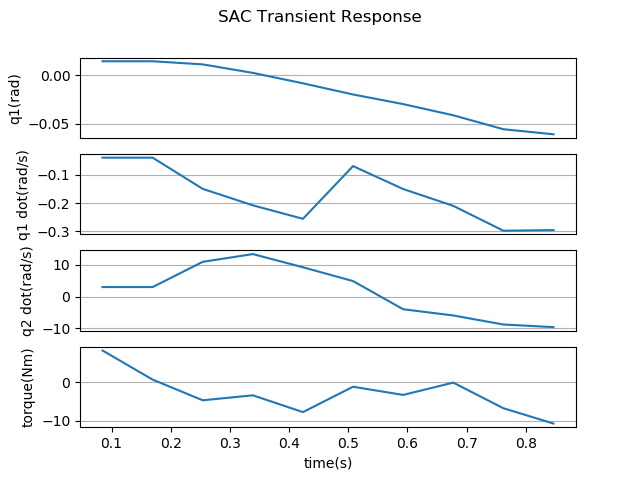 SAC Transient Response
0.00
−0.05
q1(rad)
−0.1
−0.2
−0.3
q1 dot(rad/s)
10
0
−10
q2 dot(rad/s)
0
−10
torque(Nm)
0.1 0.2 0.3 0.4 0.5 0.6 0.7 0.8
time(s)